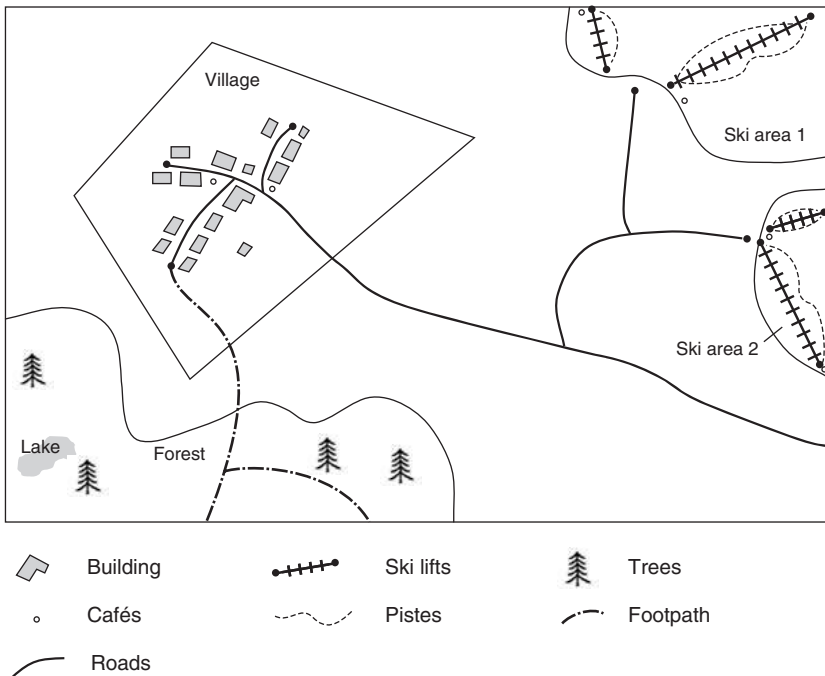 Village
Ski area 1
Ski area 2
Lake
Forest
Building
Ski lifts
Trees
Cafés
Pistes
Footpath
Roads